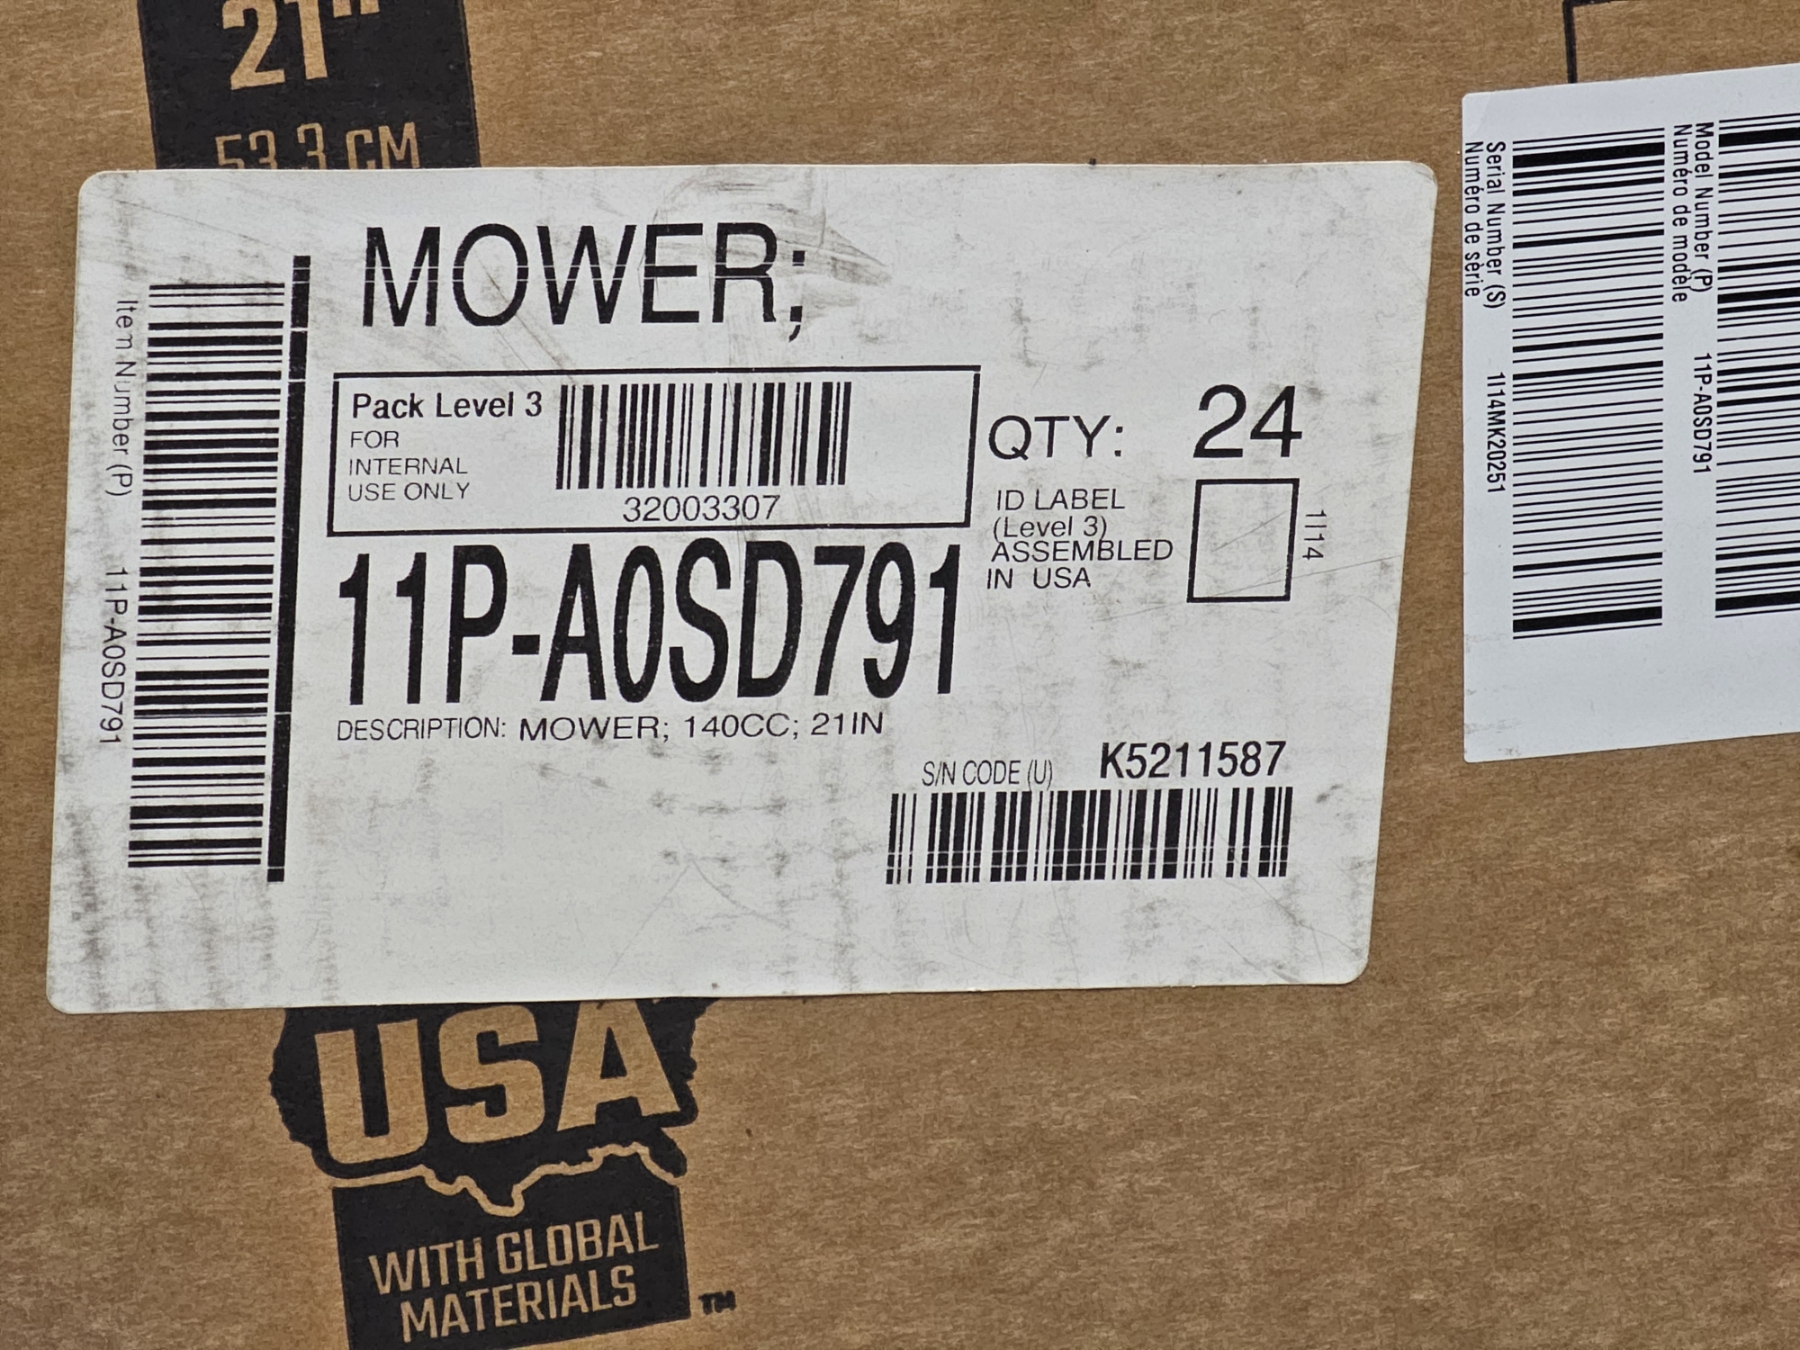 21"
53.3 CM
MOWER;
Item Number (P) 11P-A0SD791
Pack Level 3
FOR
INTERNAL
USE ONLY
32003307
QTY: 24
ID LABEL
(Level 3)
ASSEMBLED
IN USA
1114
11P-A0SD791
DESCRIPTION: MOWER; 140CC; 21IN
S/N CODE (U) K5211587
Model Number (P) 11P-A0SD791
Numéro de modèle
Serial Number (S) 1114MK20251
Numéro de série
USA
WITH GLOBAL
MATERIALS
TM